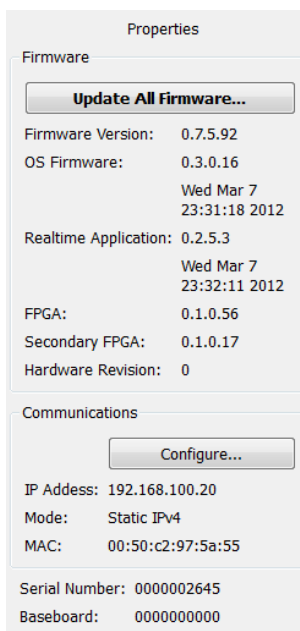 Properties
Firmware
Update All Firmware...
Firmware Version: 0.7.5.92
OS Firmware: 0.3.0.16
Wed Mar 7
23:31:18 2012
Realtime Application: 0.2.5.3
Wed Mar 7
23:32:11 2012
FPGA: 0.1.0.56
Secondary FPGA: 0.1.0.17
Hardware Revision: 0
Communications
Configure...
IP Addess: 192.168.100.20
Mode: Static IPv4
MAC: 00:50:c2:97:5a:55
Serial Number: 0000002645
Baseboard: 0000000000